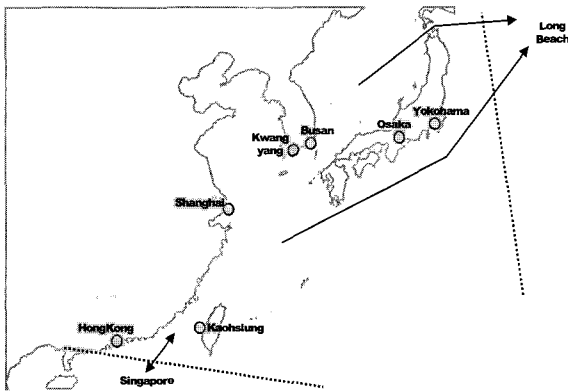 Long
Beach
Yokohama
Osaka
Busan
Kwang
yang
Shanghai
HongKong
Kaohsiung
Singapore